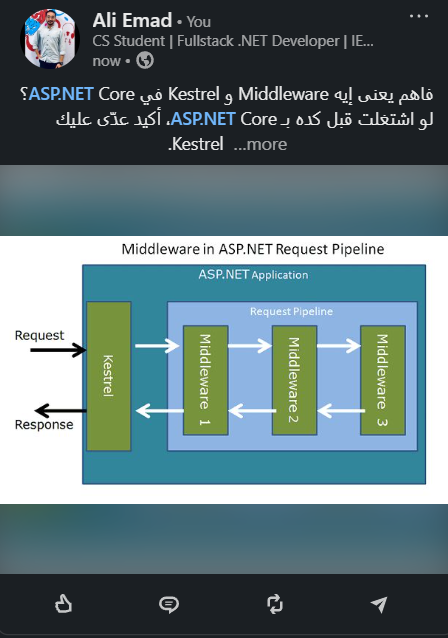 Ali Emad • You
CS Student | Fullstack .NET Developer | IE...
now •
فاهم يعنى إيه Middleware و Kestrel في ASP.NET Core؟
لو اشتغلت قبل كده بـ ASP.NET Core، أكيد عدّى عليك
Kestrel. ...more
Middleware in ASP.NET Request Pipeline
ASP.NET Application
Request Pipeline
Request
Response
Kestrel
Middleware 1
Middleware 2
Middleware 3